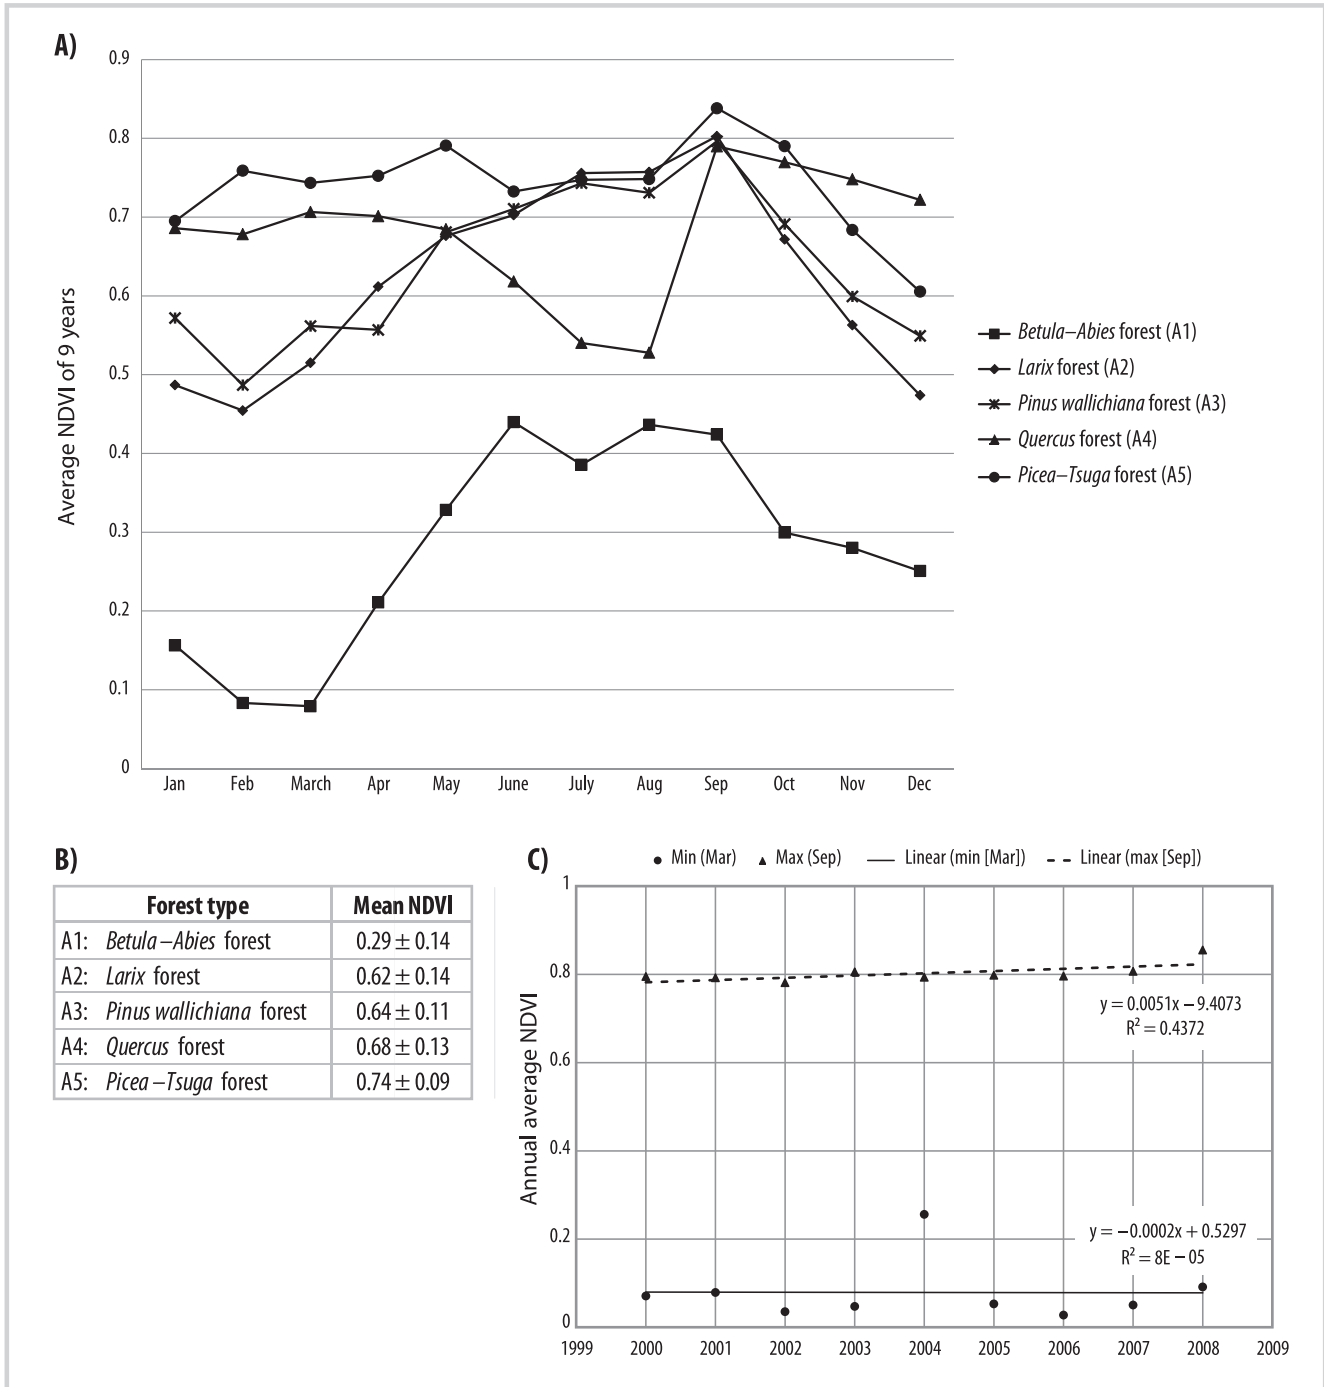 A)
0.9
0.8
0.7
0.6
0.5
0.4
0.3
0.2
0.1
0
Average NDVI of 9 years
Jan Feb March Apr May June July Aug Sep Oct Nov Dec
Betula–Abies forest (A1)
Larix forest (A2)
Pinus wallichiana forest (A3)
Quercus forest (A4)
Picea–Tsuga forest (A5)
B)
Forest type Mean NDVI
A1: Betula–Abies forest 0.29 ± 0.14
A2: Larix forest 0.62 ± 0.14
A3: Pinus wallichiana forest 0.64 ± 0.11
A4: Quercus forest 0.68 ± 0.13
A5: Picea–Tsuga forest 0.74 ± 0.09
C)
Min (Mar) Max (Sep) Linear (min [Mar]) Linear (max [Sep])
1
0.8
0.6
0.4
0.2
0
Annual average NDVI
y = 0.0051x – 9.4073
R² = 0.4372
y = –0.0002x + 0.5297
R² = 8E – 05
1999 2000 2001 2002 2003 2004 2005 2006 2007 2008 2009